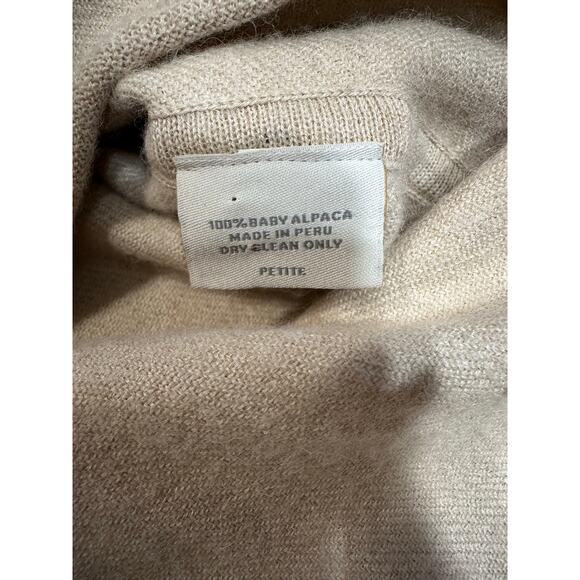 100% BABY ALPACA
MADE IN PERU
DRY CLEAN ONLY
PETITE